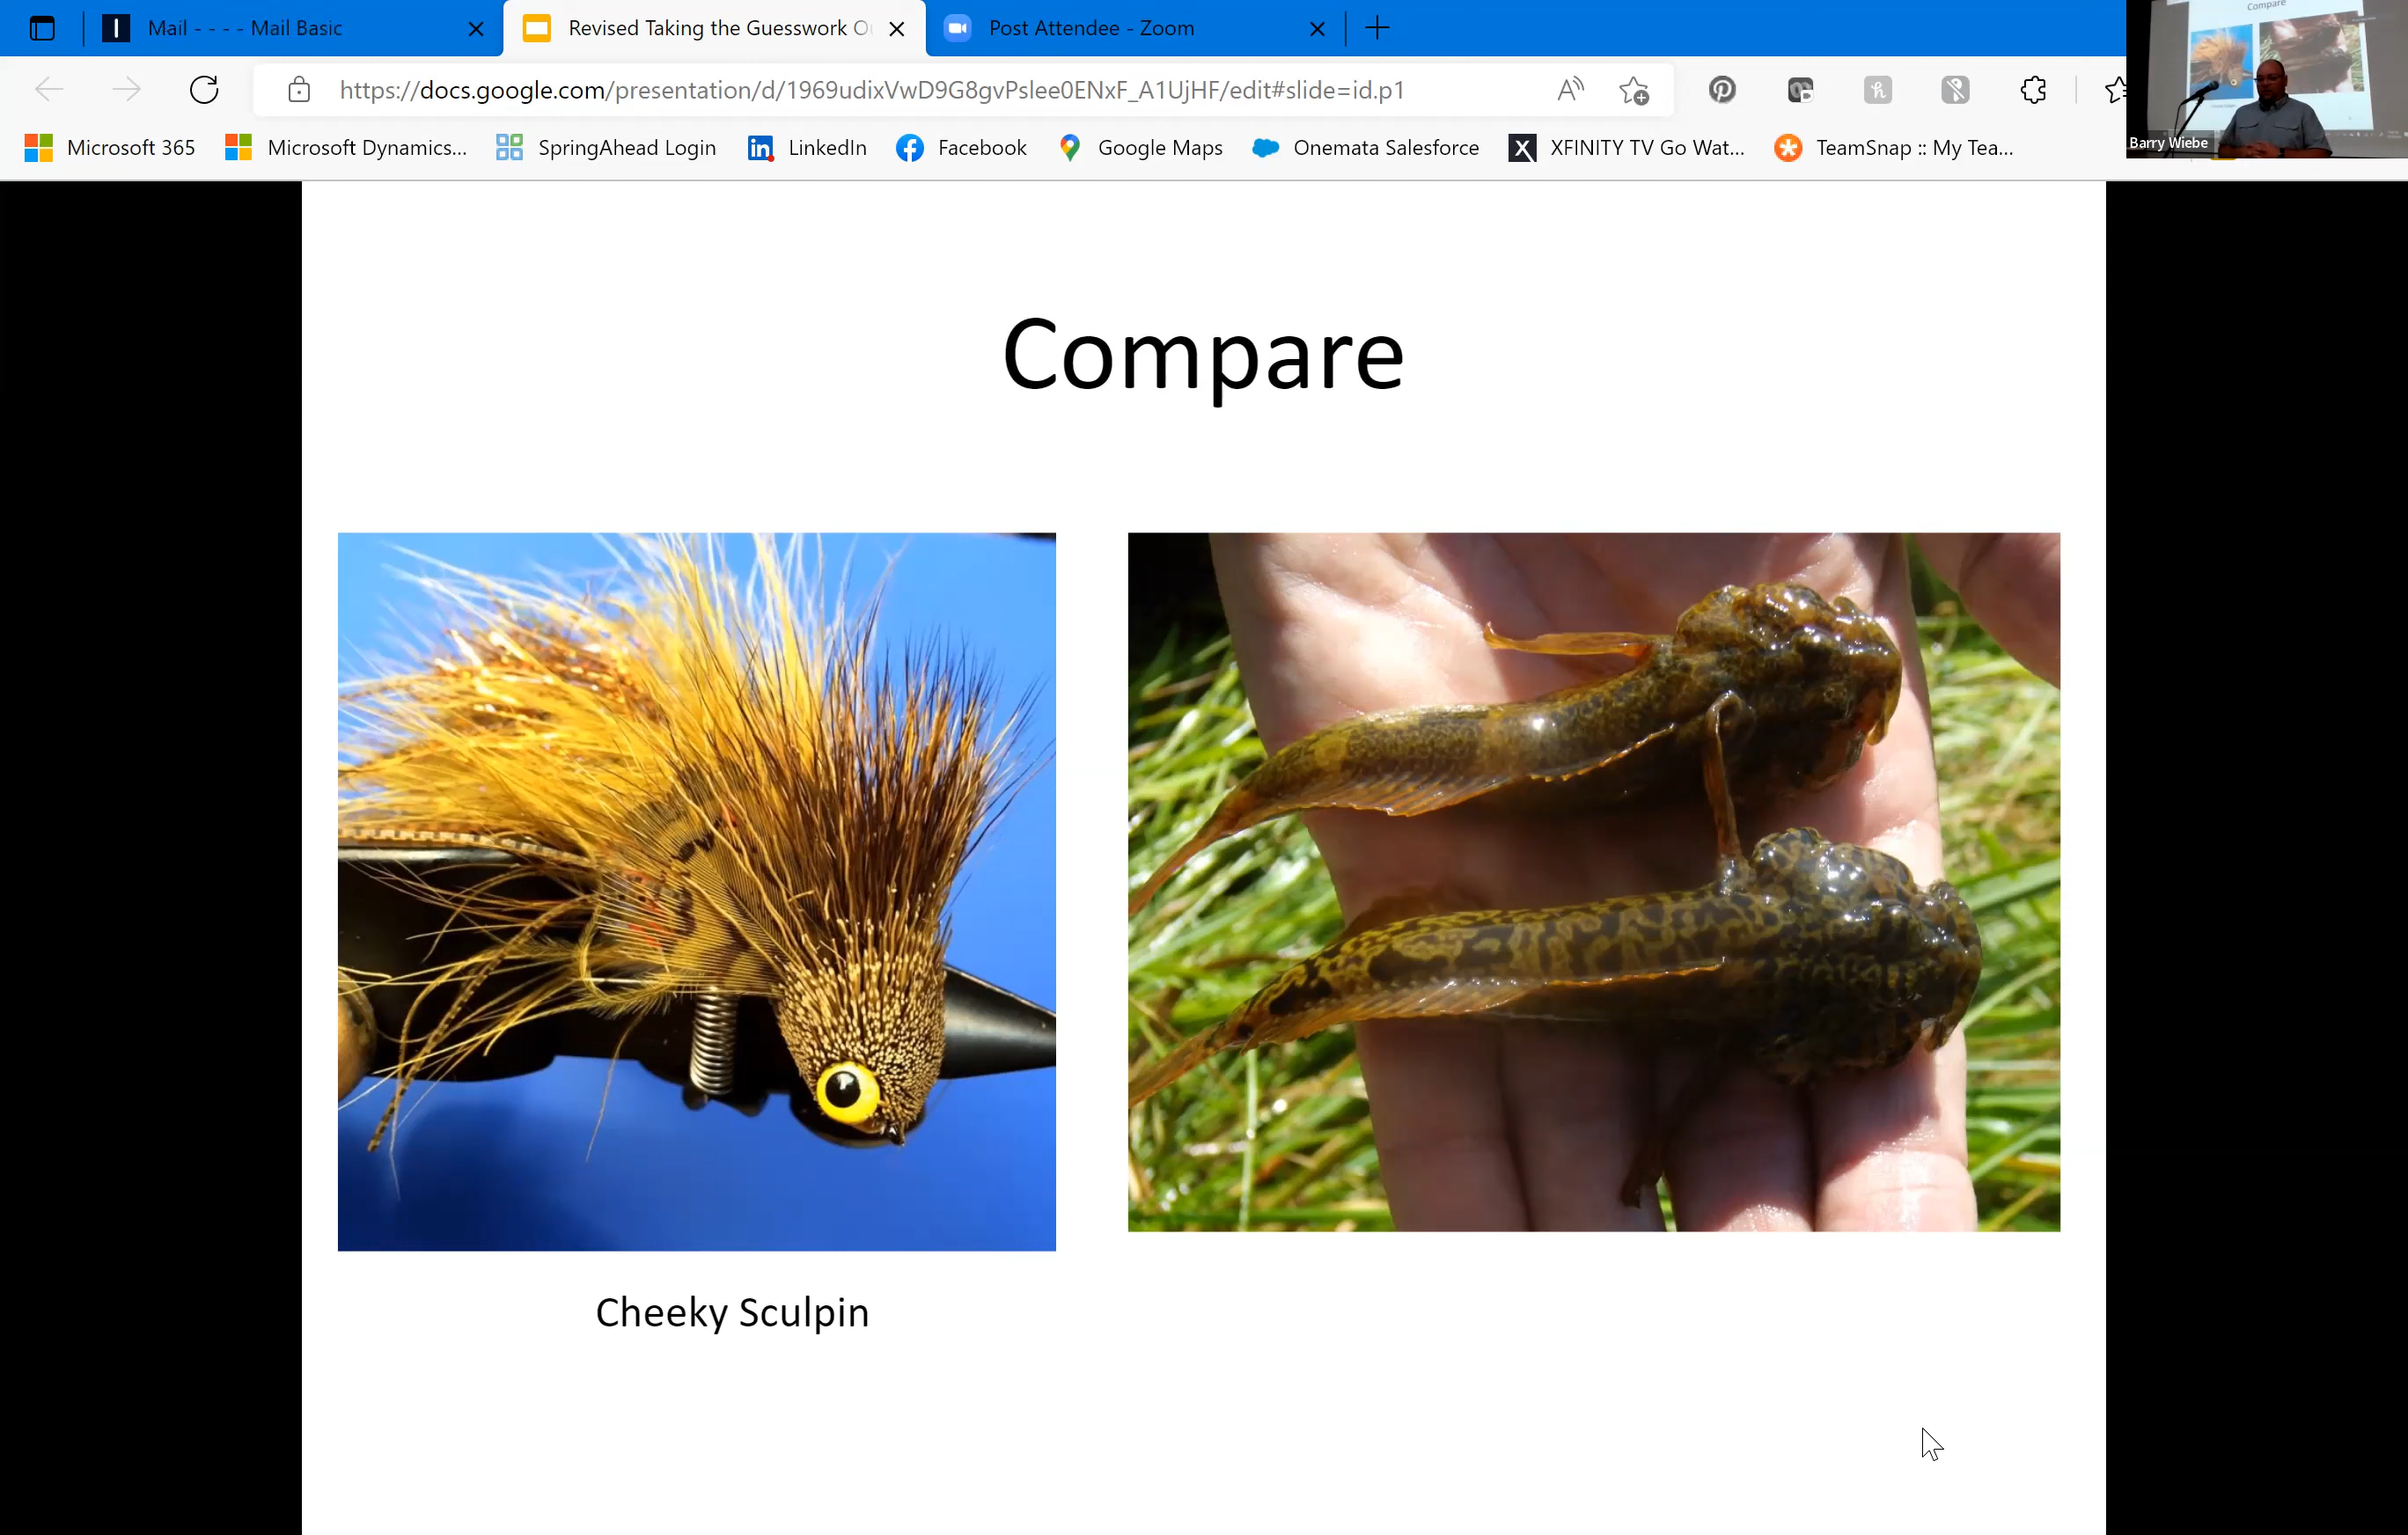 Mail - - - - Mail Basic
Revised Taking the Guesswork O
Post Attendee - Zoom
https://docs.google.com/presentation/d/1969udixVwD9G8gvPslee0ENxF_A1UjHF/edit#slide=id.p1
Microsoft 365
Microsoft Dynamics...
SpringAhead Login
LinkedIn
Facebook
Google Maps
Onemata Salesforce
XFINITY TV Go Wat...
TeamSnap :: My Tea...
Compare
Barry Wiebe
Compare
Cheeky Sculpin